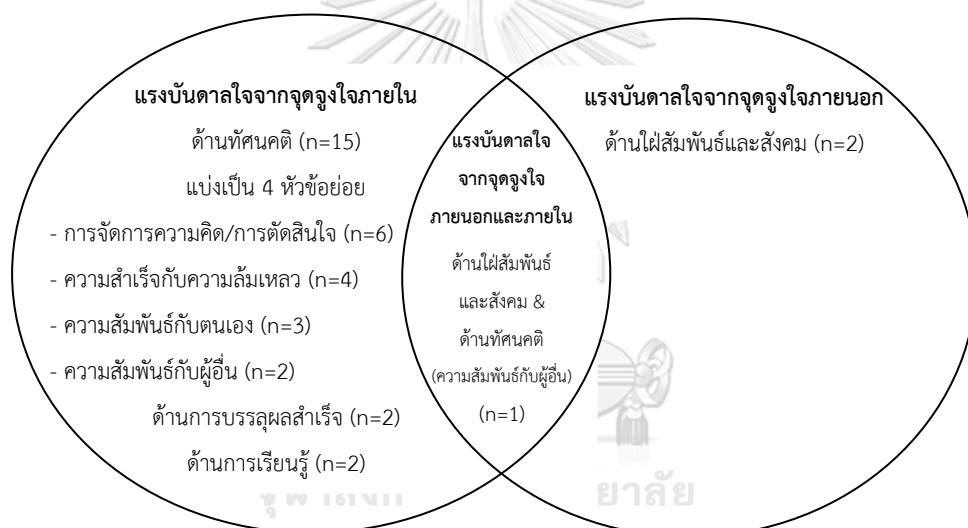 แรงบันดาลใจจากจุดจูงใจภายใน
ด้านทัศนคติ (n=15)
แบ่งเป็น 4 หัวข้อย่อย
- การจัดการความคิด/การตัดสินใจ (n=6)
- ความสำเร็จกับความล้มเหลว (n=4)
- ความสัมพันธ์กับตนเอง (n=3)
- ความสัมพันธ์กับผู้อื่น (n=2)
ด้านการบรรลุผลสำเร็จ (n=2)
ด้านการเรียนรู้ (n=2)
แรงบันดาลใจ
จากจุดจูงใจ
ภายนอกและภายใน
ด้านใฝ่สัมพันธ์
และสังคม &
ด้านทัศนคติ
(ความสัมพันธ์กับผู้อื่น)
(n=1)
แรงบันดาลใจจากจุดจูงใจภายนอก
ด้านใฝ่สัมพันธ์และสังคม (n=2)